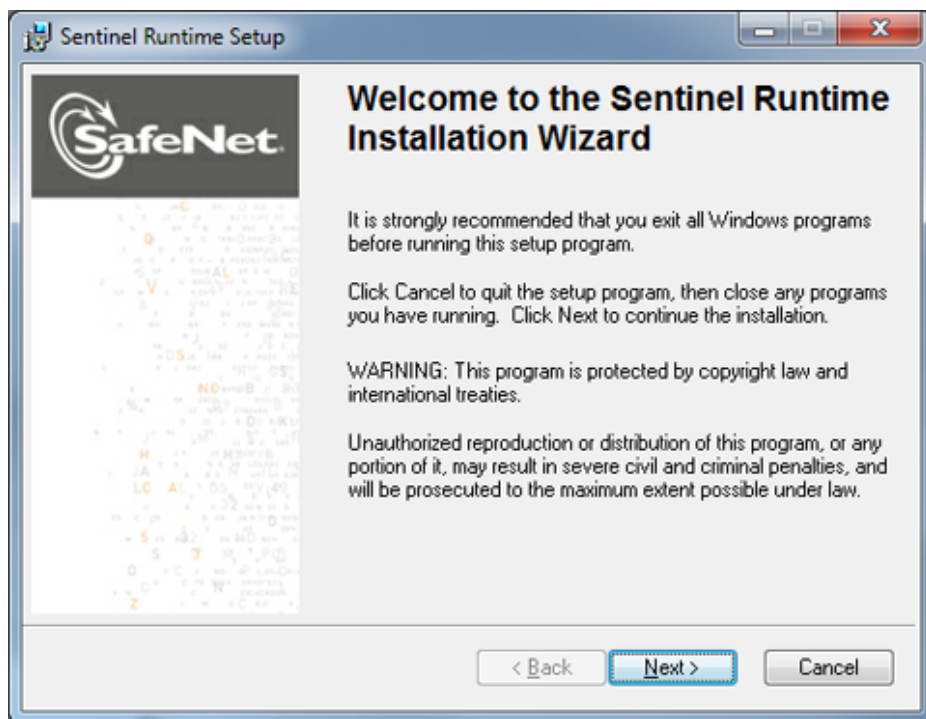 Sentinel Runtime Setup
SafeNet.
Welcome to the Sentinel Runtime
Installation Wizard
It is strongly recommended that you exit all Windows programs
before running this setup program.
Click Cancel to quit the setup program, then close any programs
you have running.  Click Next to continue the installation.
WARNING: This program is protected by copyright law and
international treaties.
Unauthorized reproduction or distribution of this program, or any
portion of it, may result in severe civil and criminal penalties, and
will be prosecuted to the maximum extent possible under law.
< Back
Next >
Cancel